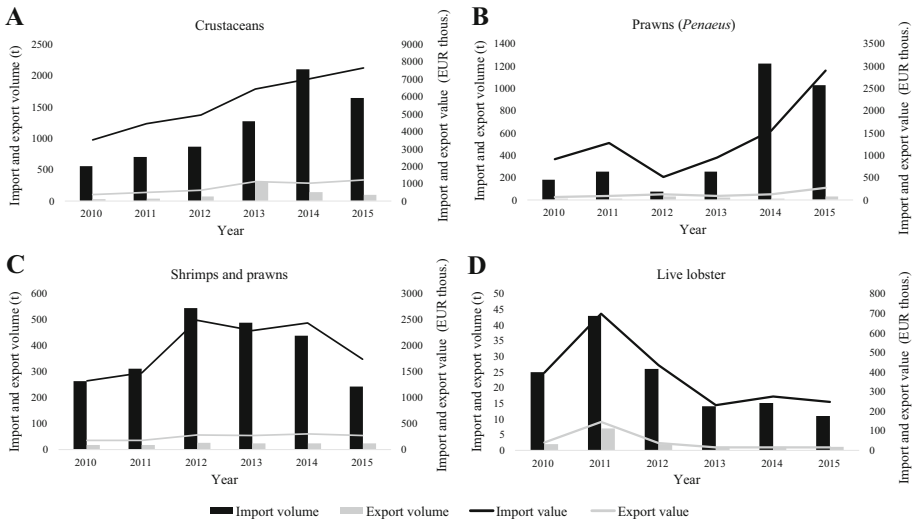 A
Crustaceans
Import and export volume (t)
2500
2000
1500
1000
500
0
9000
8000
7000
6000
5000
4000
3000
2000
1000
0
Import and export value (EUR thous.)
2010 2011 2012 2013 2014 2015
Year
B
Prawns (Penaeus)
Import and export volume (t)
1400
1200
1000
800
600
400
200
0
3500
3000
2500
2000
1500
1000
500
0
Import and export value (EUR thous.)
2010 2011 2012 2013 2014 2015
Year
C
Shrimps and prawns
Import and export volume (t)
600
500
400
300
200
100
0
3000
2500
2000
1500
1000
500
0
Import and export value (EUR thous.)
2010 2011 2012 2013 2014 2015
Year
D
Live lobster
Import and export volume (t)
50
45
40
35
30
25
20
15
10
5
0
800
700
600
500
400
300
200
100
0
Import and export value (EUR thous.)
2010 2011 2012 2013 2014 2015
Year
Import volume Export volume Import value Export value